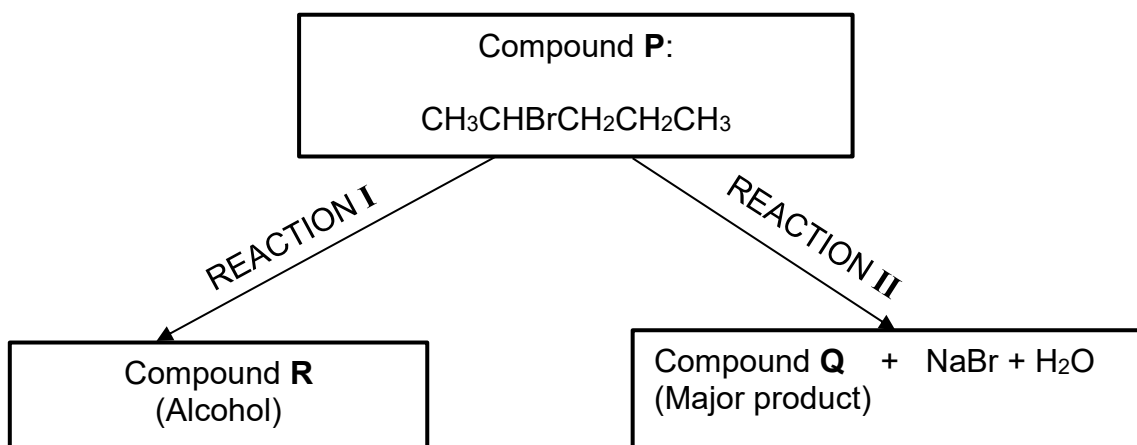 Compound P:
CH₃CHBrCH₂CH₂CH₃
REACTION I
REACTION II
Compound R
(Alcohol)
Compound Q + NaBr + H₂O
(Major product)